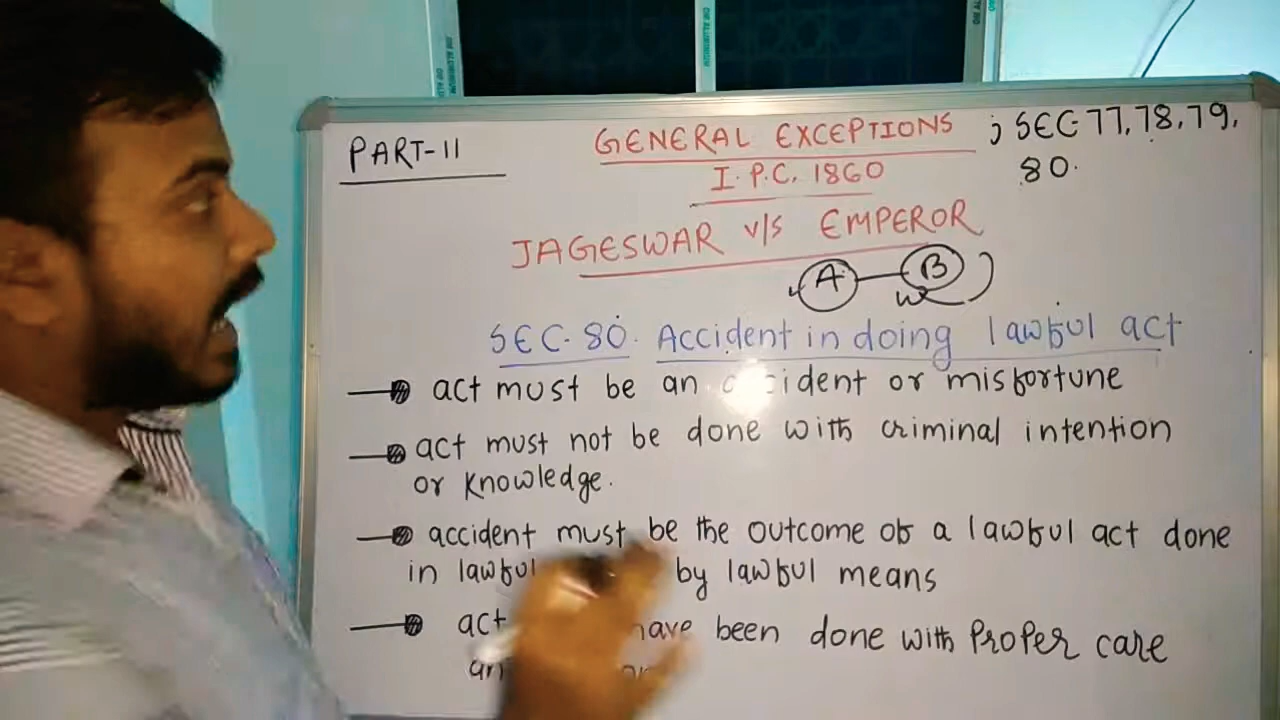 PART-II
GENERAL EXCEPTIONS ; SEC-77,78,79,
80.
I.P.C. 1860
JAGESWAR v/s EMPEROR
A B
SEC-80. Accident in doing lawful act
act must be an accident or misfortune
act must not be done with criminal intention
or knowledge.
accident must be the outcome of a lawful act done
in lawful by lawful means
act have been done with Proper care